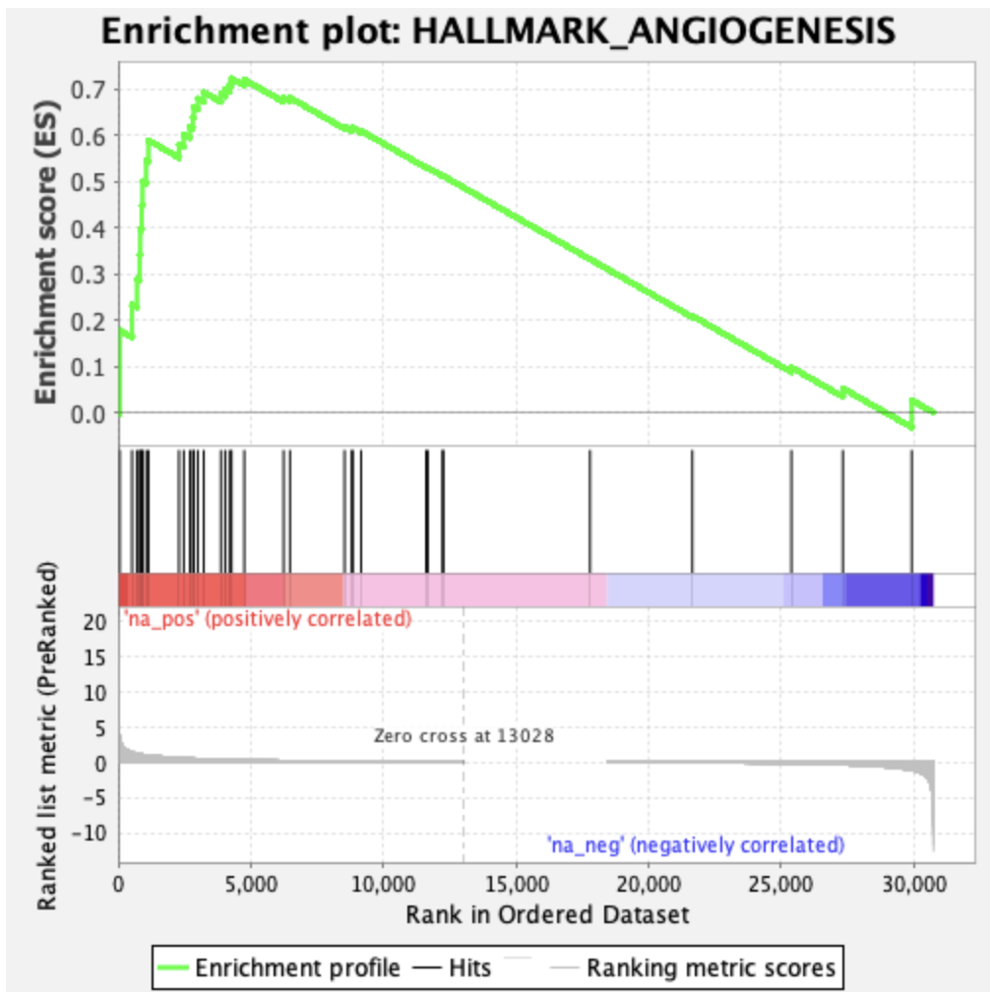 Enrichment plot: HALLMARK_ANGIOGENESIS
Enrichment score (ES)
0.7
0.6
0.5
0.4
0.3
0.2
0.1
0.0
'na_pos' (positively correlated)
Ranked list metric (PreRanked)
20
15
10
5
0
-5
-10
Zero cross at 13028
'na_neg' (negatively correlated)
0 5,000 10,000 15,000 20,000 25,000 30,000
Rank in Ordered Dataset
Enrichment profile Hits Ranking metric scores